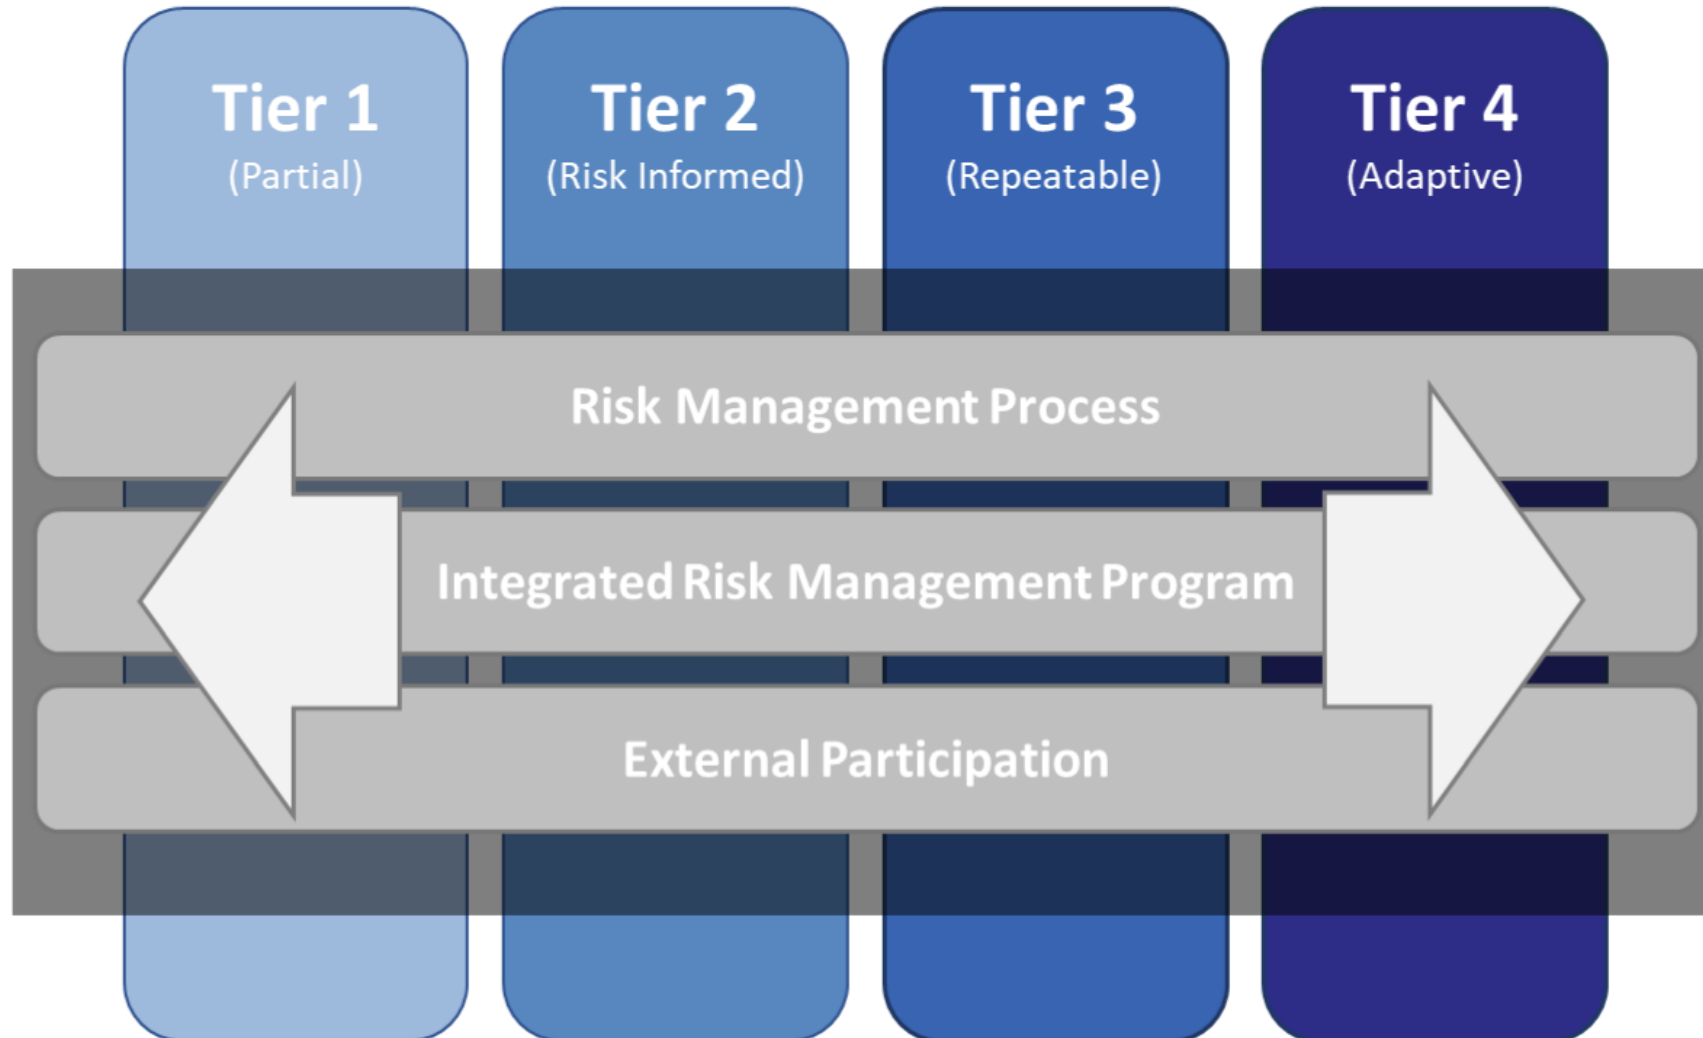 Tier 1
(Partial)
Tier 2
(Risk Informed)
Tier 3
(Repeatable)
Tier 4
(Adaptive)
Risk Management Process
Integrated Risk Management Program
External Participation